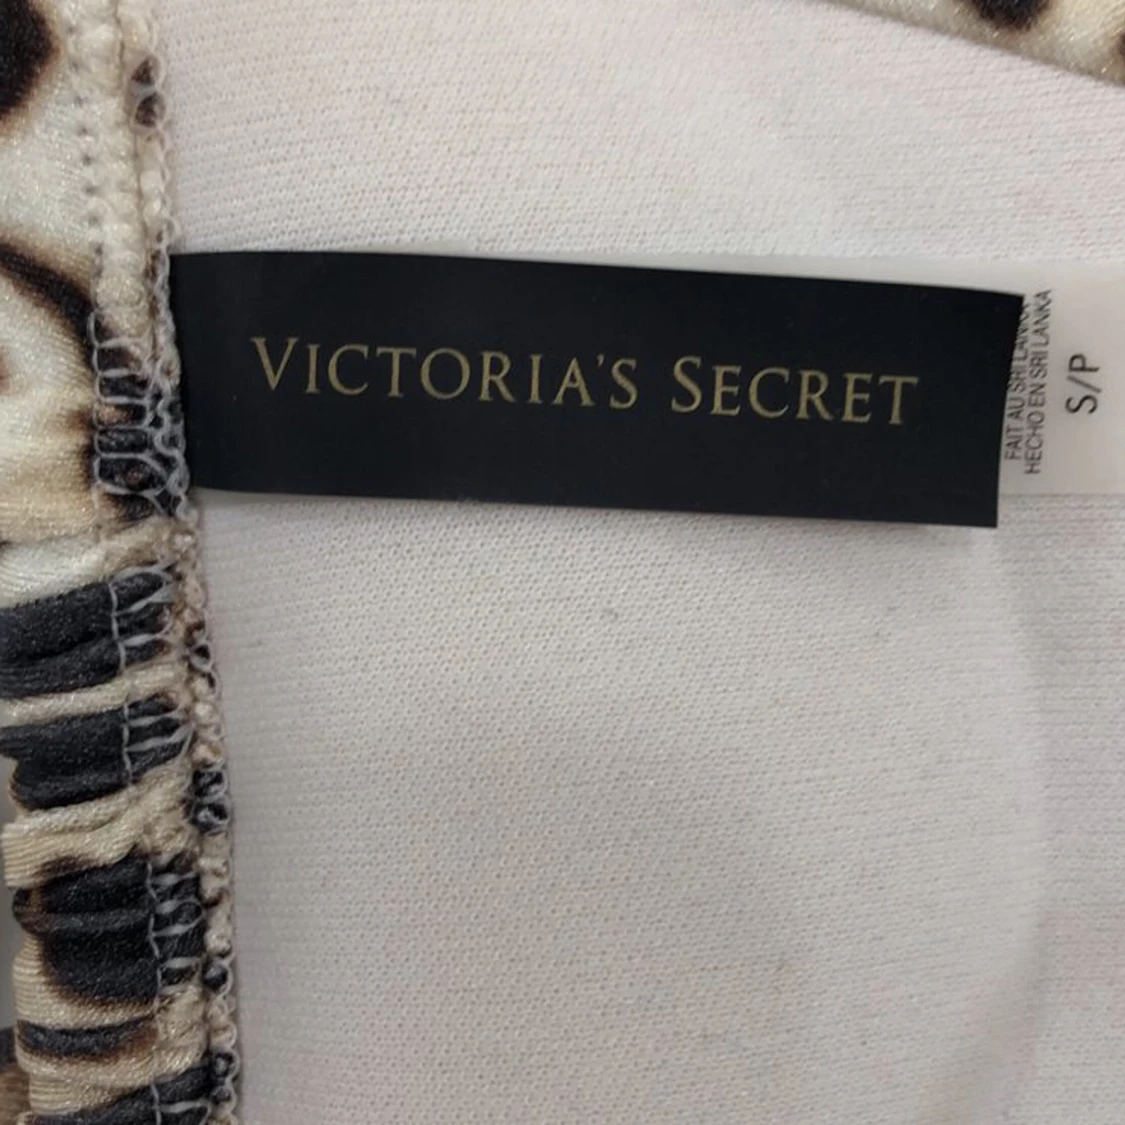 VICTORIA'S SECRET
FAIT AU SRI LANKA
HECHO EN SRI LANKA
S/P